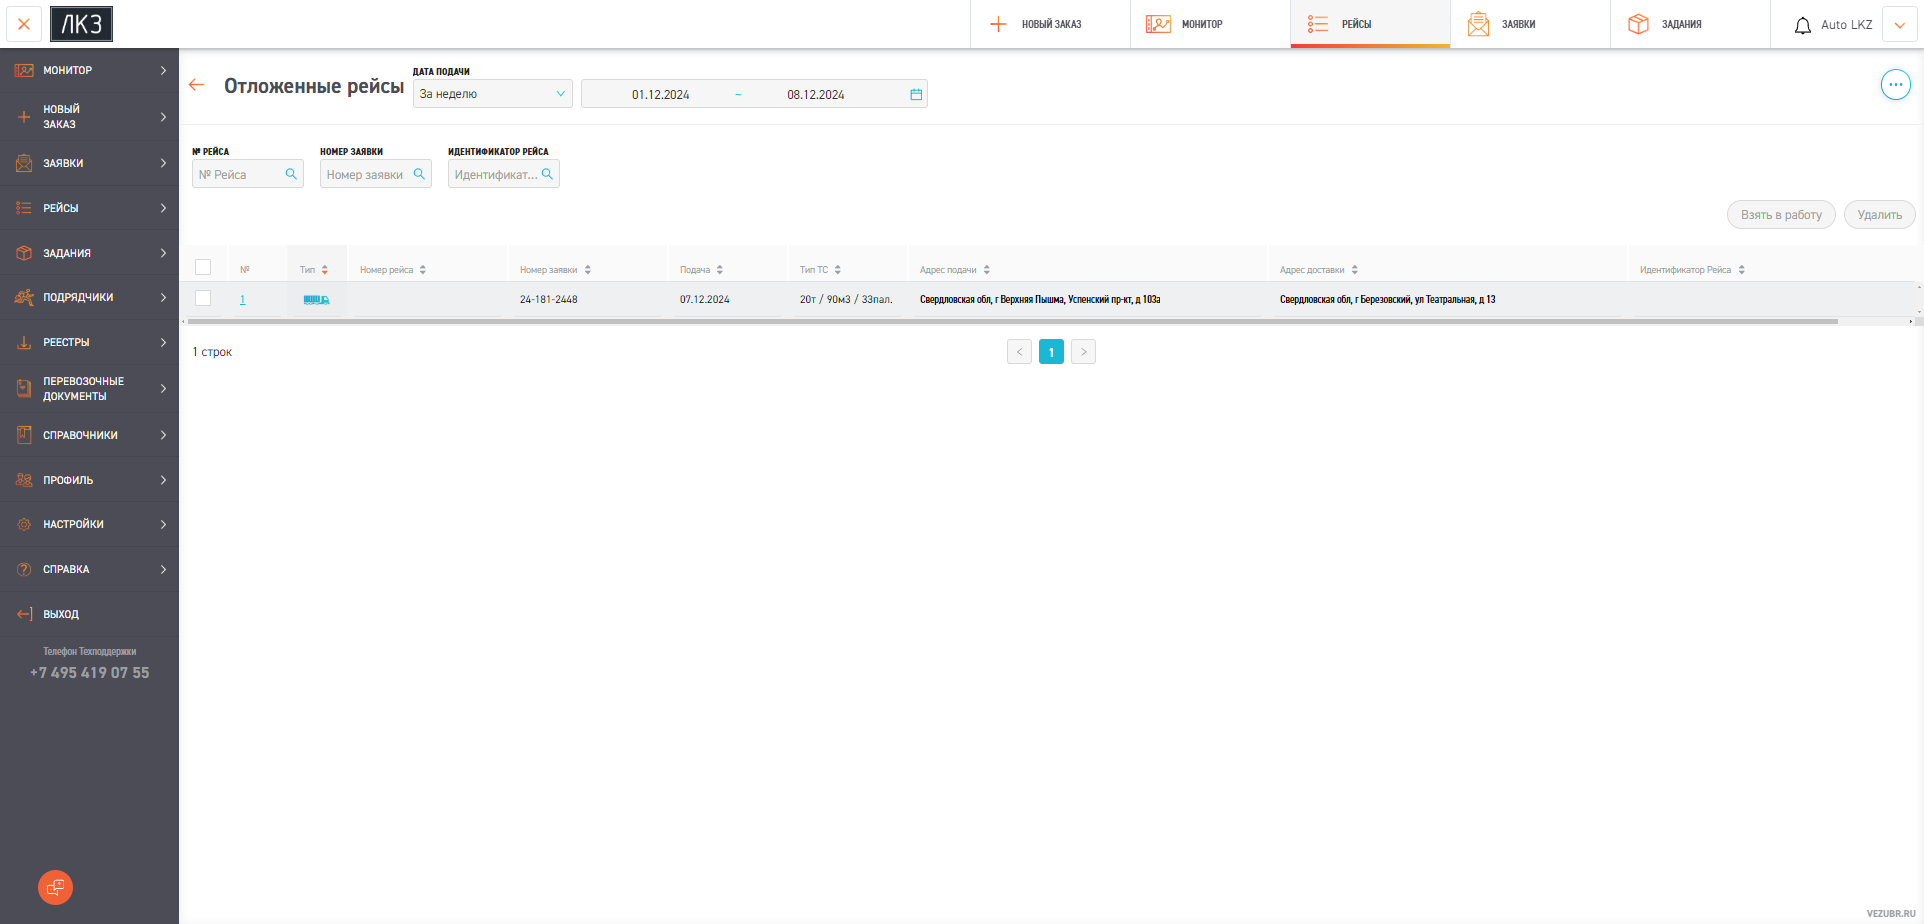 ЛКЗ
НОВЫЙ ЗАКАЗ
МОНИТОР
РЕЙСЫ
ЗАЯВКИ
ЗАДАНИЯ
Auto LKZ
МОНИТОР
НОВЫЙ
ЗАКАЗ
ЗАЯВКИ
РЕЙСЫ
ЗАДАНИЯ
ПОДРЯДЧИКИ
РЕЕСТРЫ
ПЕРЕВОЗОЧНЫЕ
ДОКУМЕНТЫ
СПРАВОЧНИКИ
ПРОФИЛЬ
НАСТРОЙКИ
СПРАВКА
ВЫХОД
Телефон Техподдержки
+7 495 419 07 55
Отложенные рейсы
ДАТА ПОДАЧИ
За неделю
01.12.2024 – 08.12.2024
№ РЕЙСА
НОМЕР ЗАЯВКИ
ИДЕНТИФИКАТОР РЕЙСА
№ Рейса
Номер заявки
Идентификат...
Взять в работу
Удалить
№ Тип Номер рейса Номер заявки Подача Тип ТС Адрес подачи Адрес доставки Идентификатор Рейса
1 24-181-2448 07.12.2024 20т / 90м3 / 33пал. Свердловская обл, г Верхняя Пышма, Успенский пр-кт, д 103а Свердловская обл, г Березовский, ул Театральная, д 13
1 строк
< 1 >
VEZUBR.RU